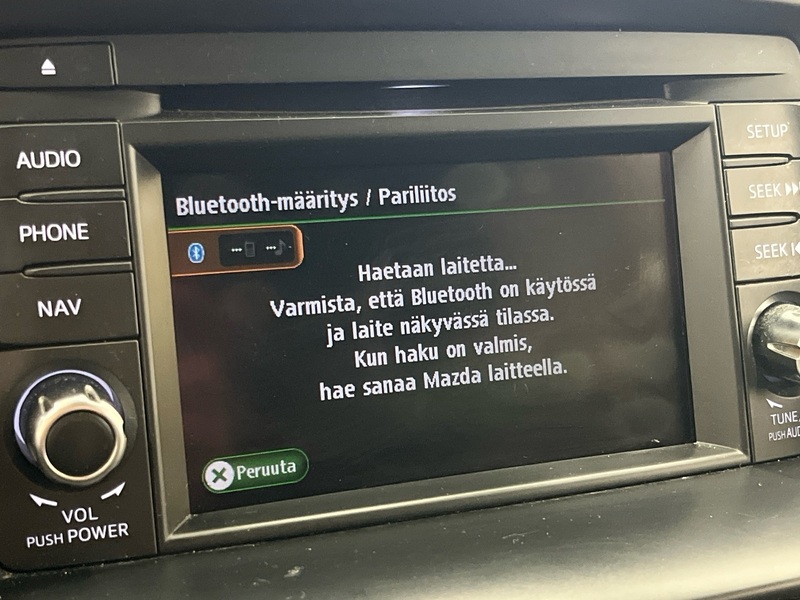 AUDIO
PHONE
NAV
VOL
PUSH POWER
Bluetooth-määritys / Pariliitos
Haetaan laitetta...
Varmista, että Bluetooth on käytössä
ja laite näkyvässä tilassa.
Kun haku on valmis,
hae sanaa Mazda laitteella.
Peruuta
SETUP
SEEK
SEEK
TUNE
PUSH